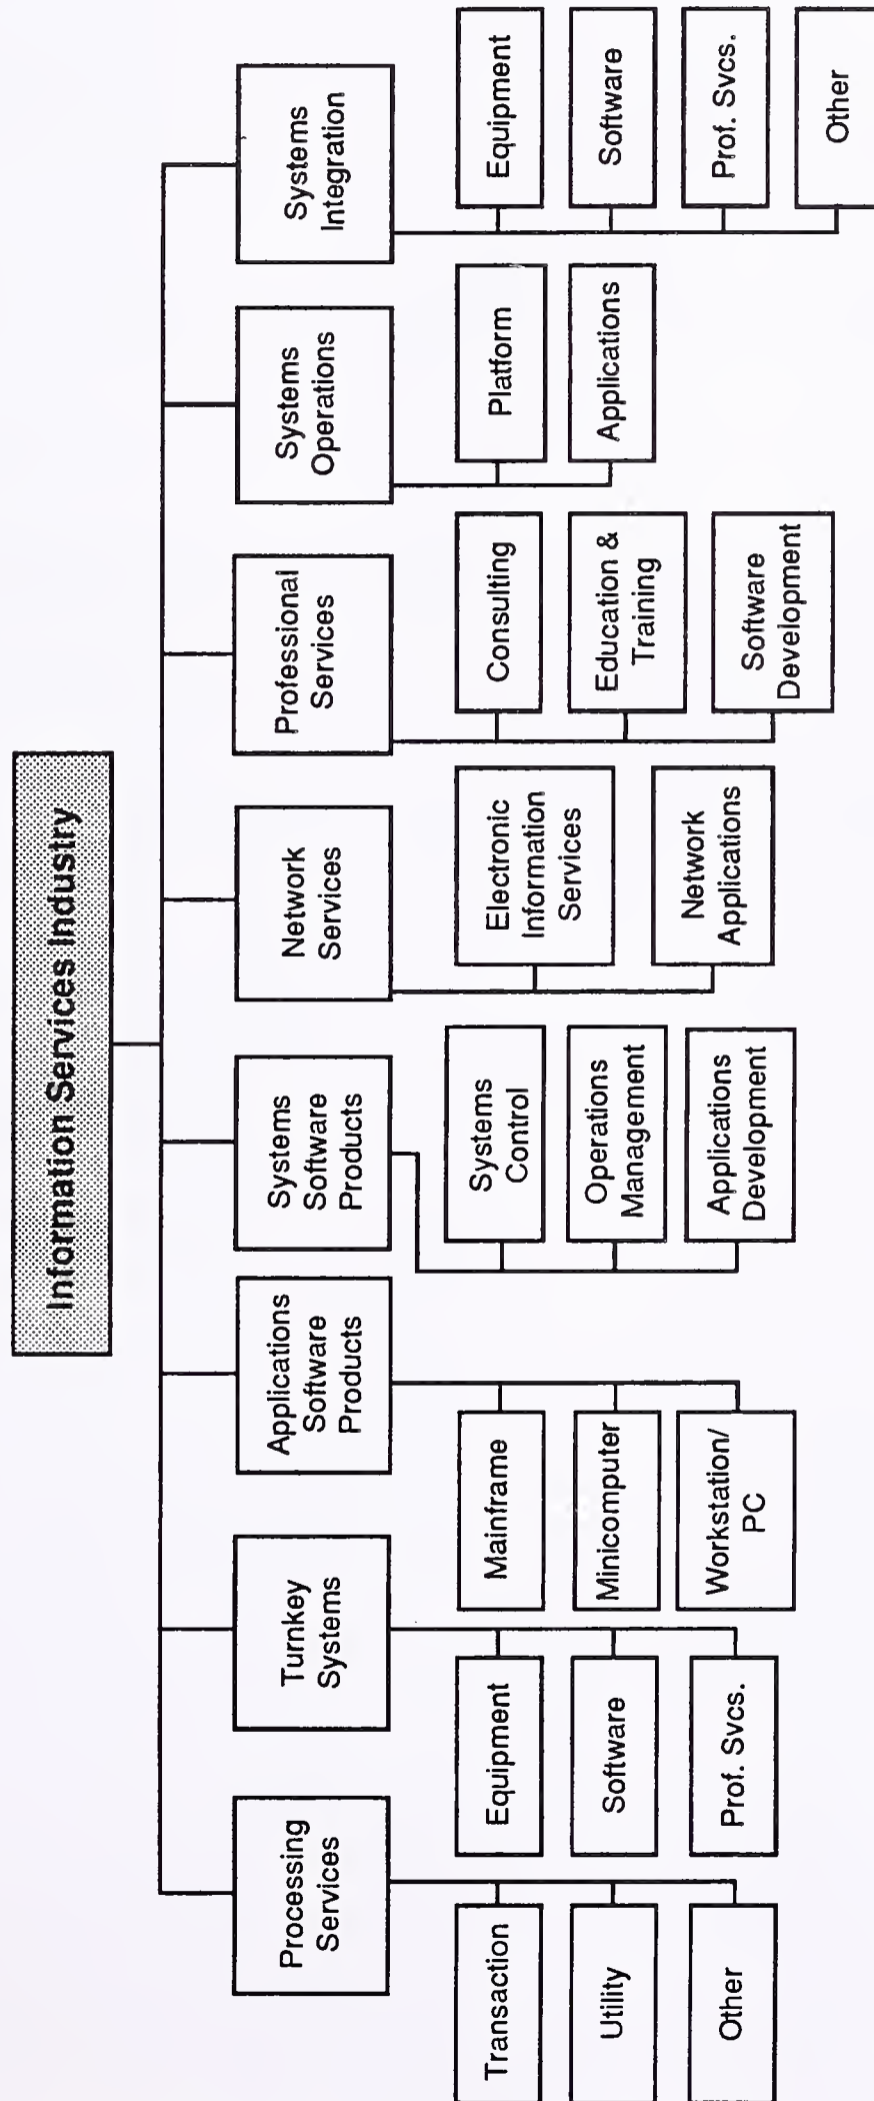 Information Services Industry
Processing
Services
Turnkey
Systems
Applications
Software
Products
Systems
Software
Products
Network
Services
Professional
Services
Systems
Operations
Systems
Integration
Transaction
Utility
Other
Equipment
Software
Prof. Svcs.
Mainframe
Minicomputer
Workstation/
PC
Systems
Control
Operations
Management
Applications
Development
Electronic
Information
Services
Network
Applications
Consulting
Education &
Training
Software
Development
Platform
Applications
Equipment
Software
Prof. Svcs.
Other